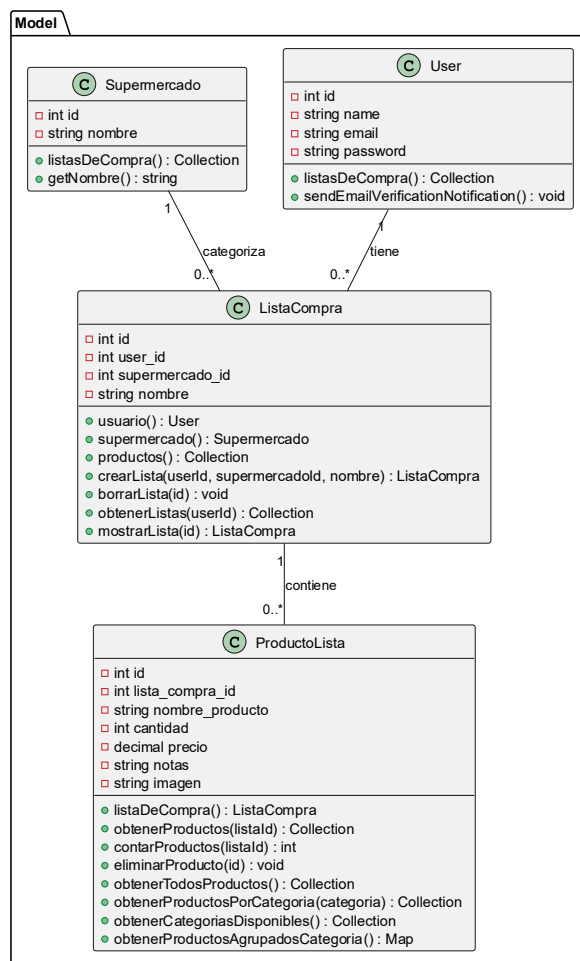 Model
C Supermercado
int id
string nombre
listasDeCompra() : Collection
getNombre() : string
C User
int id
string name
string email
string password
listasDeCompra() : Collection
sendEmailVerificationNotification() : void
1
categoriza
0..*
1
tiene
0..*
C ListaCompra
int id
int user_id
int supermercado_id
string nombre
usuario() : User
supermercado() : Supermercado
productos() : Collection
crearLista(userId, supermercadoId, nombre) : ListaCompra
borrarLista(id) : void
obtenerListas(userId) : Collection
mostrarLista(id) : ListaCompra
1
contiene
0..*
C ProductoLista
int id
int lista_compra_id
string nombre_producto
int cantidad
decimal precio
string notas
string imagen
listaDeCompra() : ListaCompra
obtenerProductos(listaId) : Collection
contarProductos(listaId) : int
eliminarProducto(id) : void
obtenerTodosProductos() : Collection
obtenerProductosPorCategoria(categoria) : Collection
obtenerCategoriasDisponibles() : Collection
obtenerProductosAgrupadosCategoria() : Map